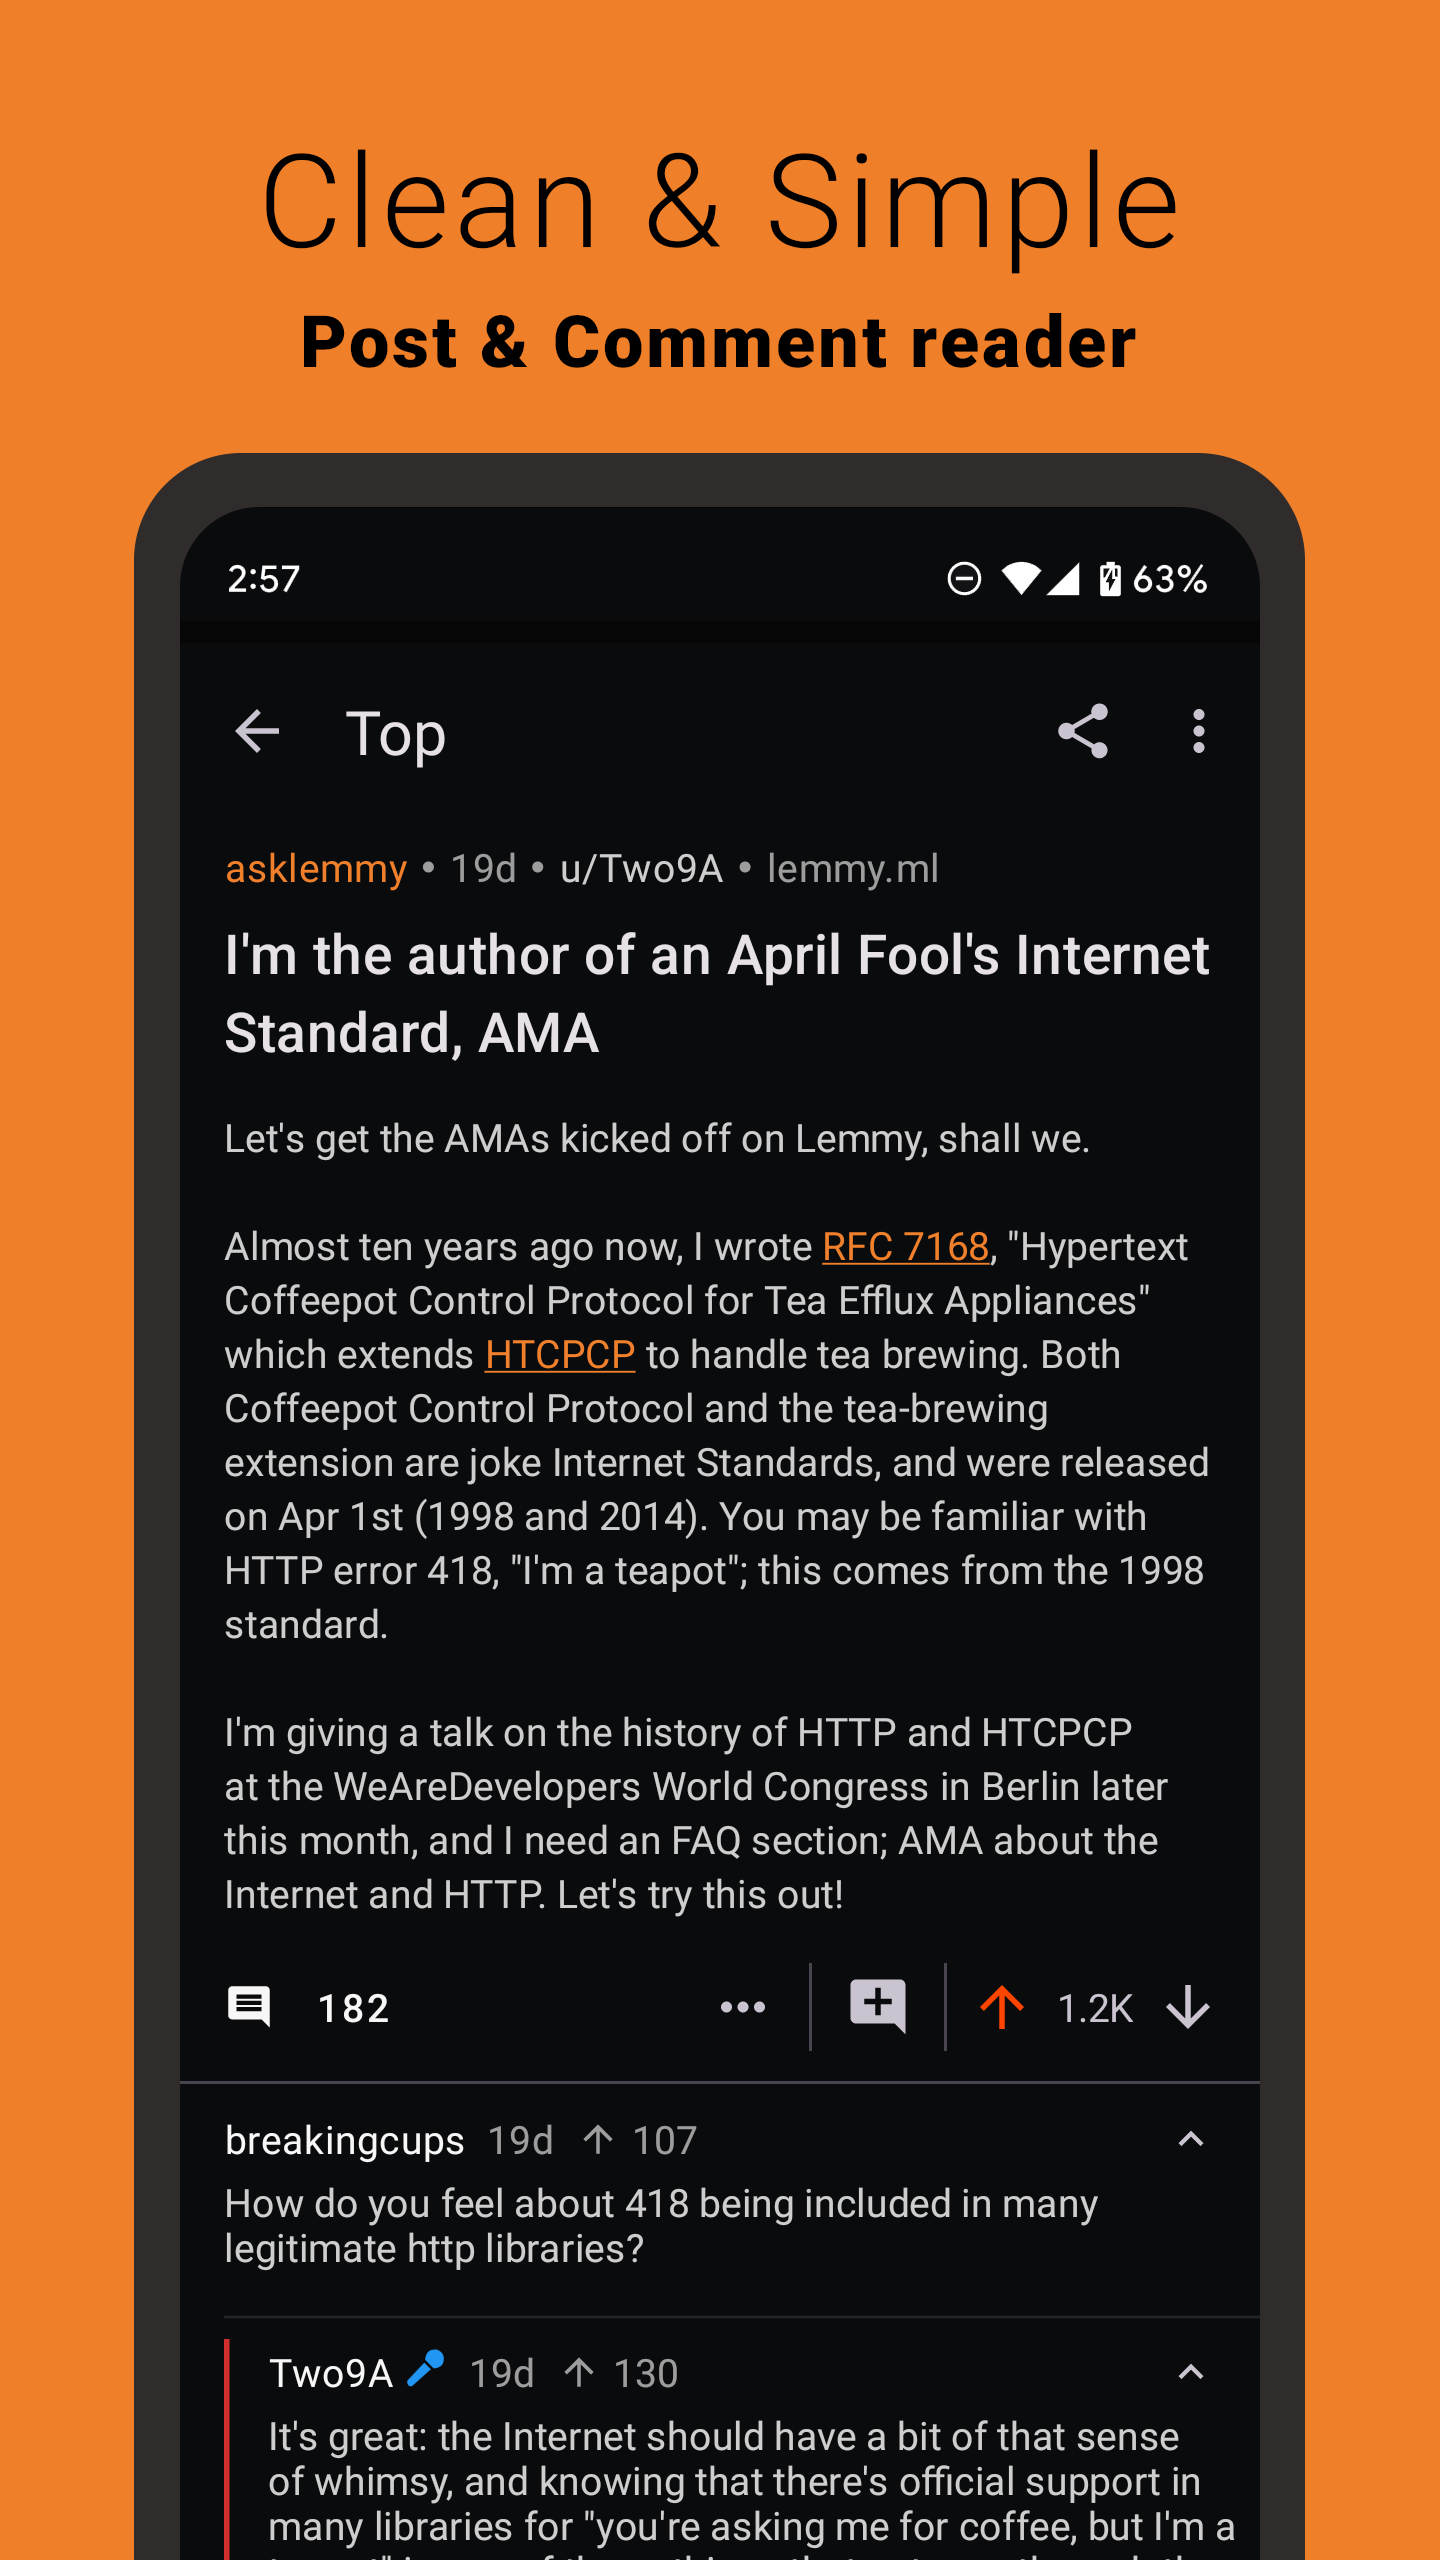 Clean & Simple
Post & Comment reader
2:57
63%
Top
asklemmy • 19d • u/Two9A • lemmy.ml
I'm the author of an April Fool's Internet
Standard, AMA
Let's get the AMAs kicked off on Lemmy, shall we.
Almost ten years ago now, I wrote RFC 7168, "Hypertext
Coffeepot Control Protocol for Tea Efflux Appliances"
which extends HTCPCP to handle tea brewing. Both
Coffeepot Control Protocol and the tea-brewing
extension are joke Internet Standards, and were released
on Apr 1st (1998 and 2014). You may be familiar with
HTTP error 418, "I'm a teapot"; this comes from the 1998
standard.
I'm giving a talk on the history of HTTP and HTCPCP
at the WeAreDevelopers World Congress in Berlin later
this month, and I need an FAQ section; AMA about the
Internet and HTTP. Let's try this out!
182
1.2K
breakingcups 19d 107
How do you feel about 418 being included in many
legitimate http libraries?
Two9A 19d 130
It's great: the Internet should have a bit of that sense
of whimsy, and knowing that there's official support in
many libraries for "you're asking me for coffee, but I'm a